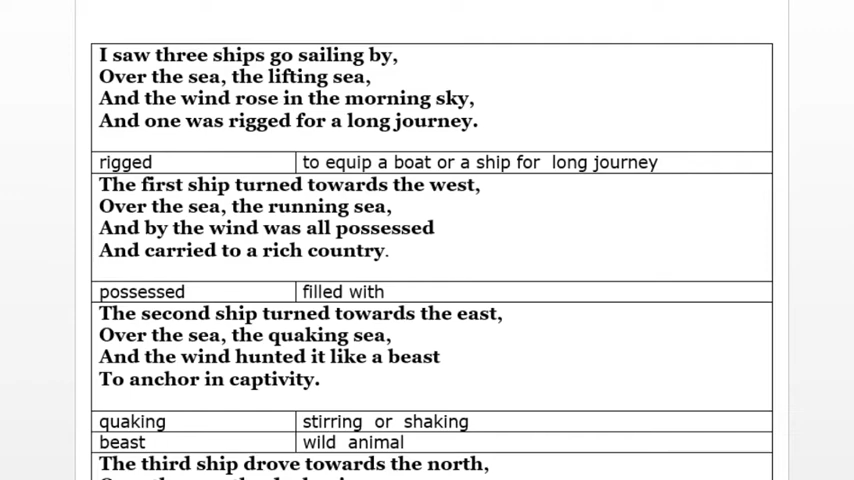 I saw three ships go sailing by,
Over the sea, the lifting sea,
And the wind rose in the morning sky,
And one was rigged for a long journey.
rigged to equip a boat or a ship for long journey
The first ship turned towards the west,
Over the sea, the running sea,
And by the wind was all possessed
And carried to a rich country.
possessed filled with
The second ship turned towards the east,
Over the sea, the quaking sea,
And the wind hunted it like a beast
To anchor in captivity.
quaking stirring or shaking
beast wild animal
The third ship drove towards the north,